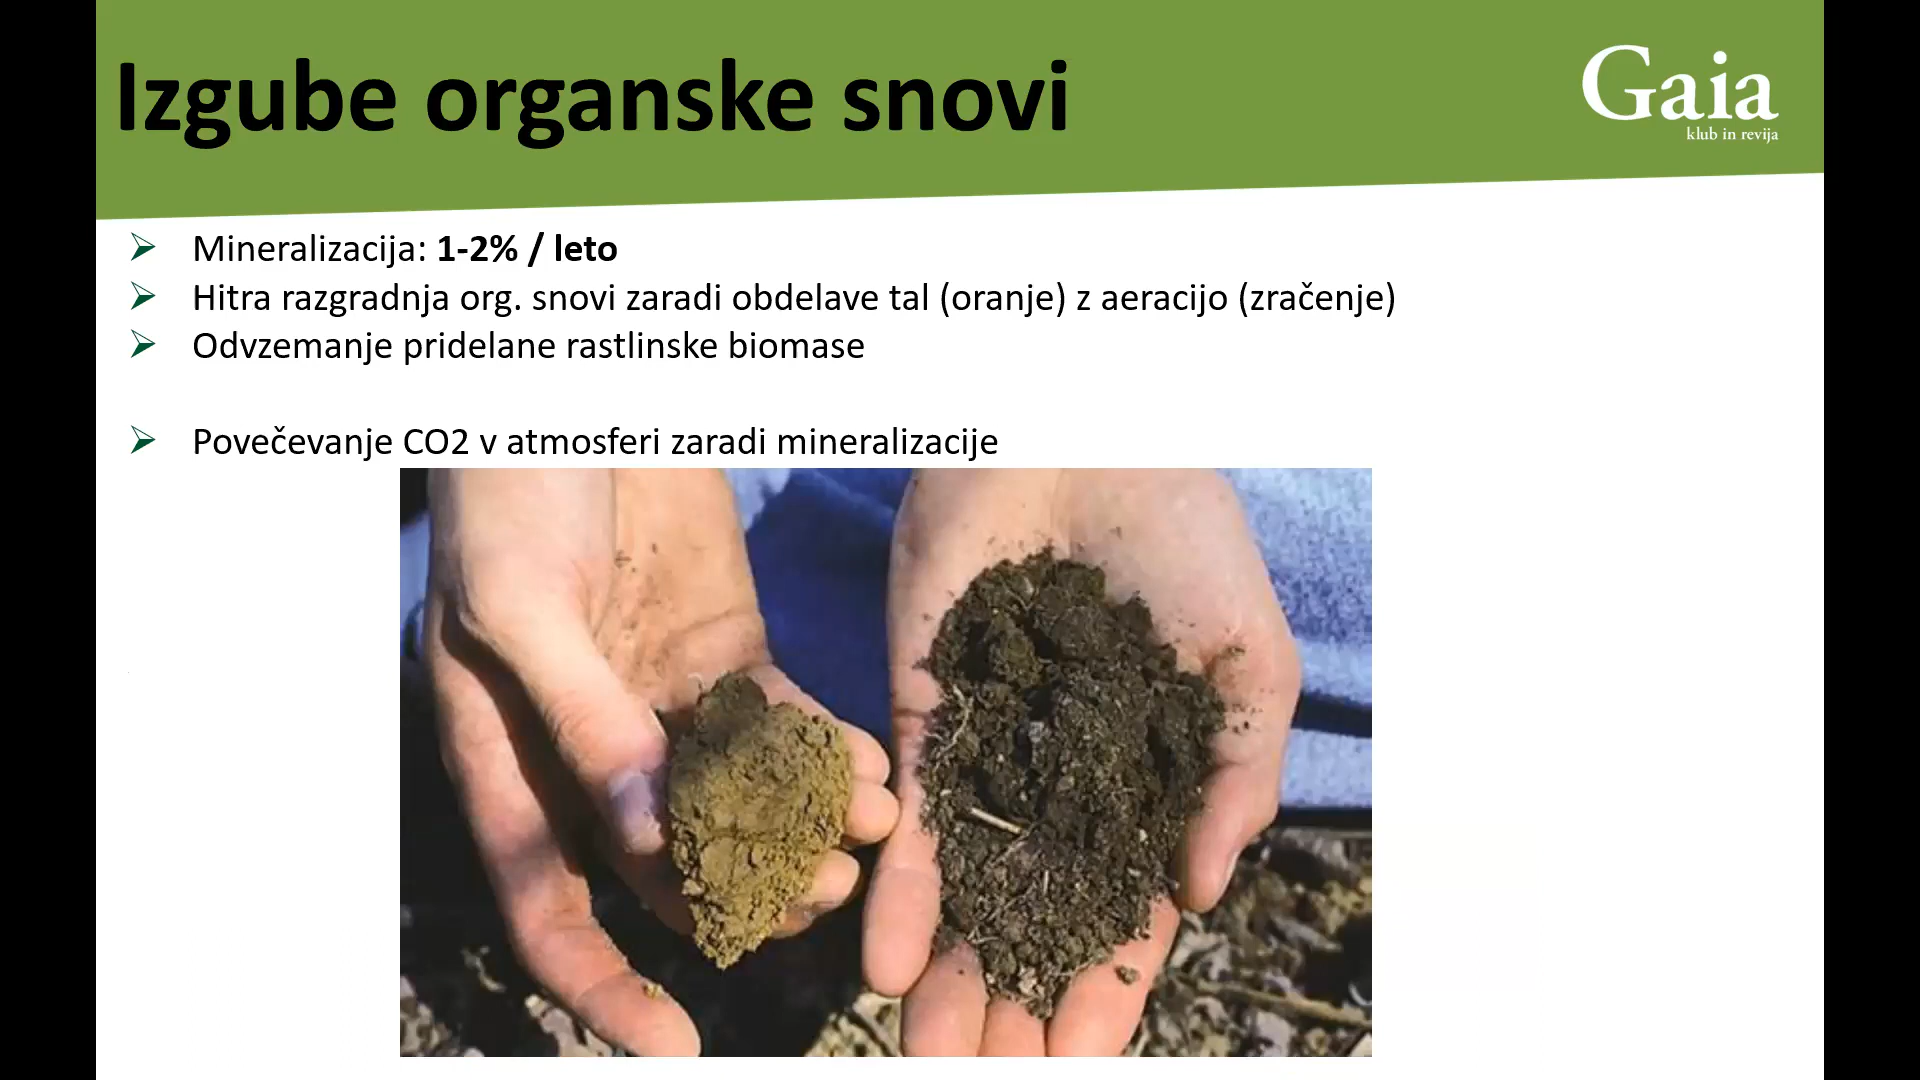 Izgube organske snovi
Gaia
klub in revija
Mineralizacija: 1-2% / leto
Hitra razgradnja org. snovi zaradi obdelave tal (oranje) z aeracijo (zračenje)
Odvzemanje pridelane rastlinske biomase
Povečevanje CO2 v atmosferi zaradi mineralizacije